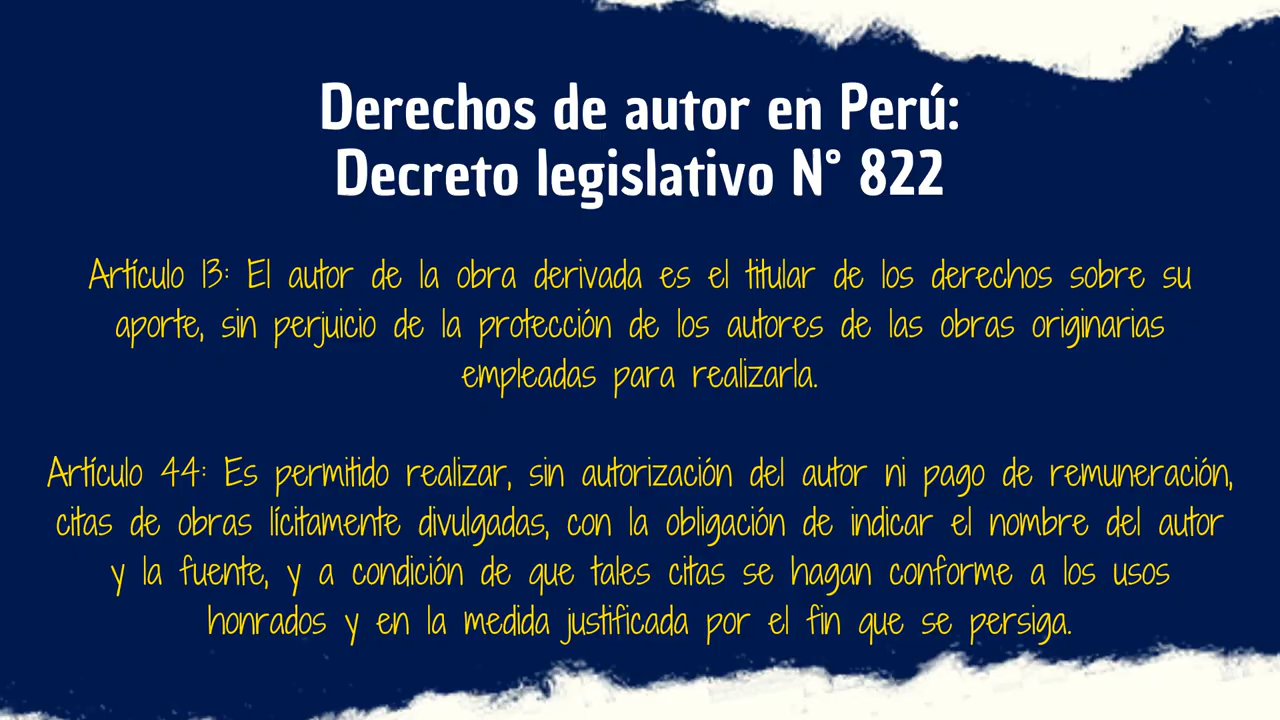 Derechos de autor en Perú:
Decreto legislativo N° 822
Artículo 13: El autor de la obra derivada es el titular de los derechos sobre su
aporte, sin perjuicio de la protección de los autores de las obras originarias
empleadas para realizarla.
Artículo 44: Es permitido realizar, sin autorización del autor ni pago de remuneración,
citas de obras lícitamente divulgadas, con la obligación de indicar el nombre del autor
y la fuente, y a condición de que tales citas se hagan conforme a los usos
honrados y en la medida justificada por el fin que se persiga.